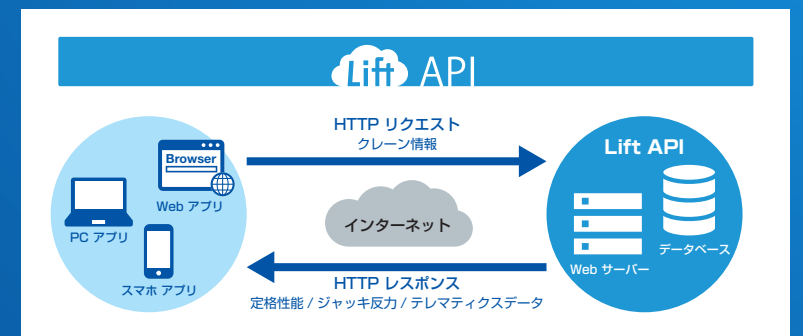 Lift API
HTTP リクエスト
クレーン情報
Lift API
Browser
Web アプリ
PC アプリ
インターネット
スマホ アプリ
データベース
Web サーバー
HTTP レスポンス
定格性能 / ジャッキ反力 / テレマティクスデータ